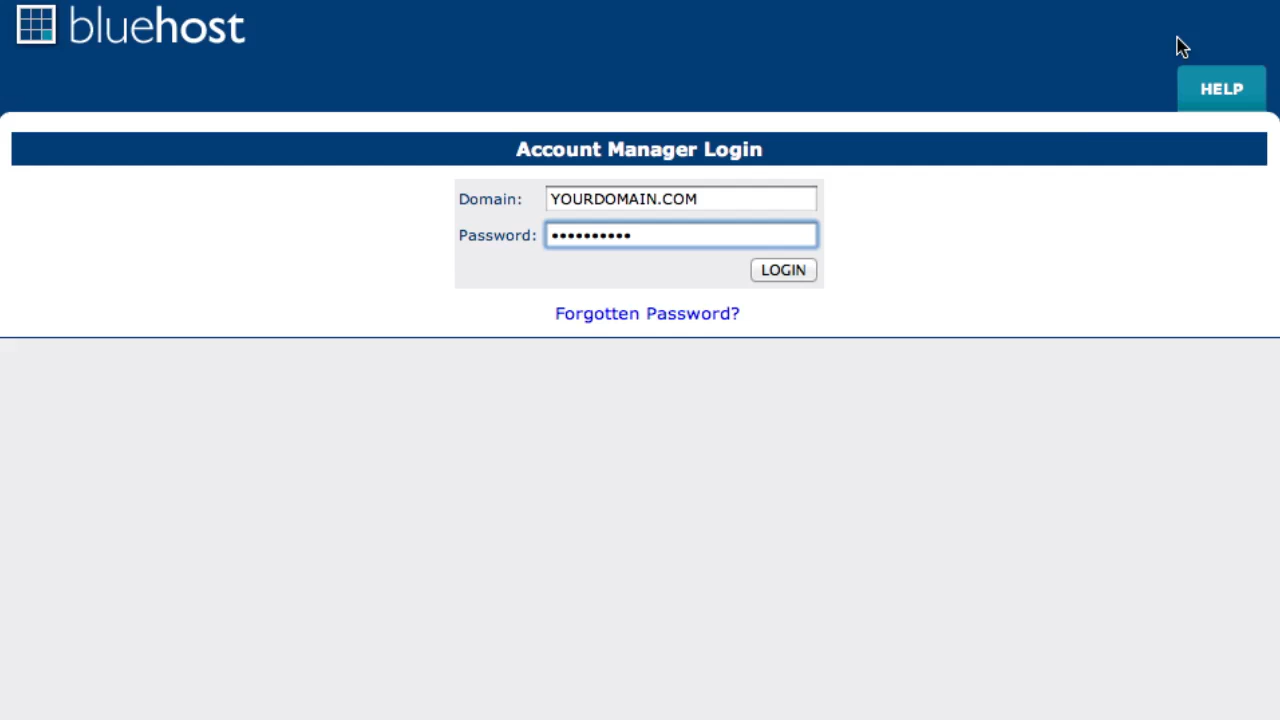 bluehost
HELP
Account Manager Login
Domain: YOURDOMAIN.COM
Password: ••••••••••
LOGIN
Forgotten Password?